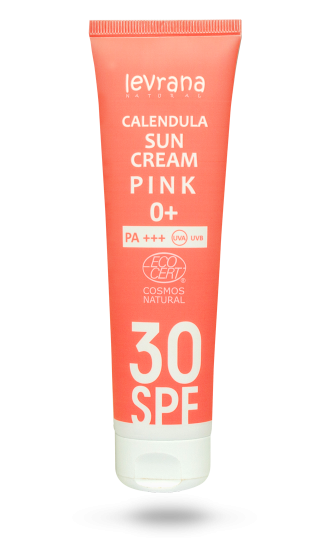 levrana
NATURAL
CALENDULA
SUN
CREAM
PINK
0+
PA +++ UVA UVB
ECO
CERT
COSMOS
NATURAL
30
SPF